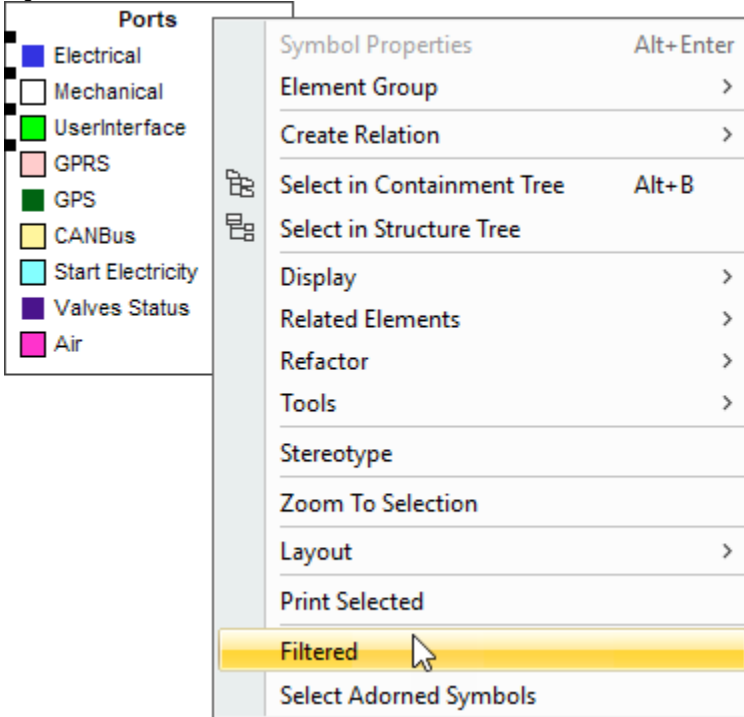 Ports
Electrical
Mechanical
UserInterface
GPRS
GPS
CANBus
Start Electricity
Valves Status
Air
Symbol Properties Alt+Enter
Element Group
Create Relation
Select in Containment Tree Alt+B
Select in Structure Tree
Display
Related Elements
Refactor
Tools
Stereotype
Zoom To Selection
Layout
Print Selected
Filtered
Select Adorned Symbols